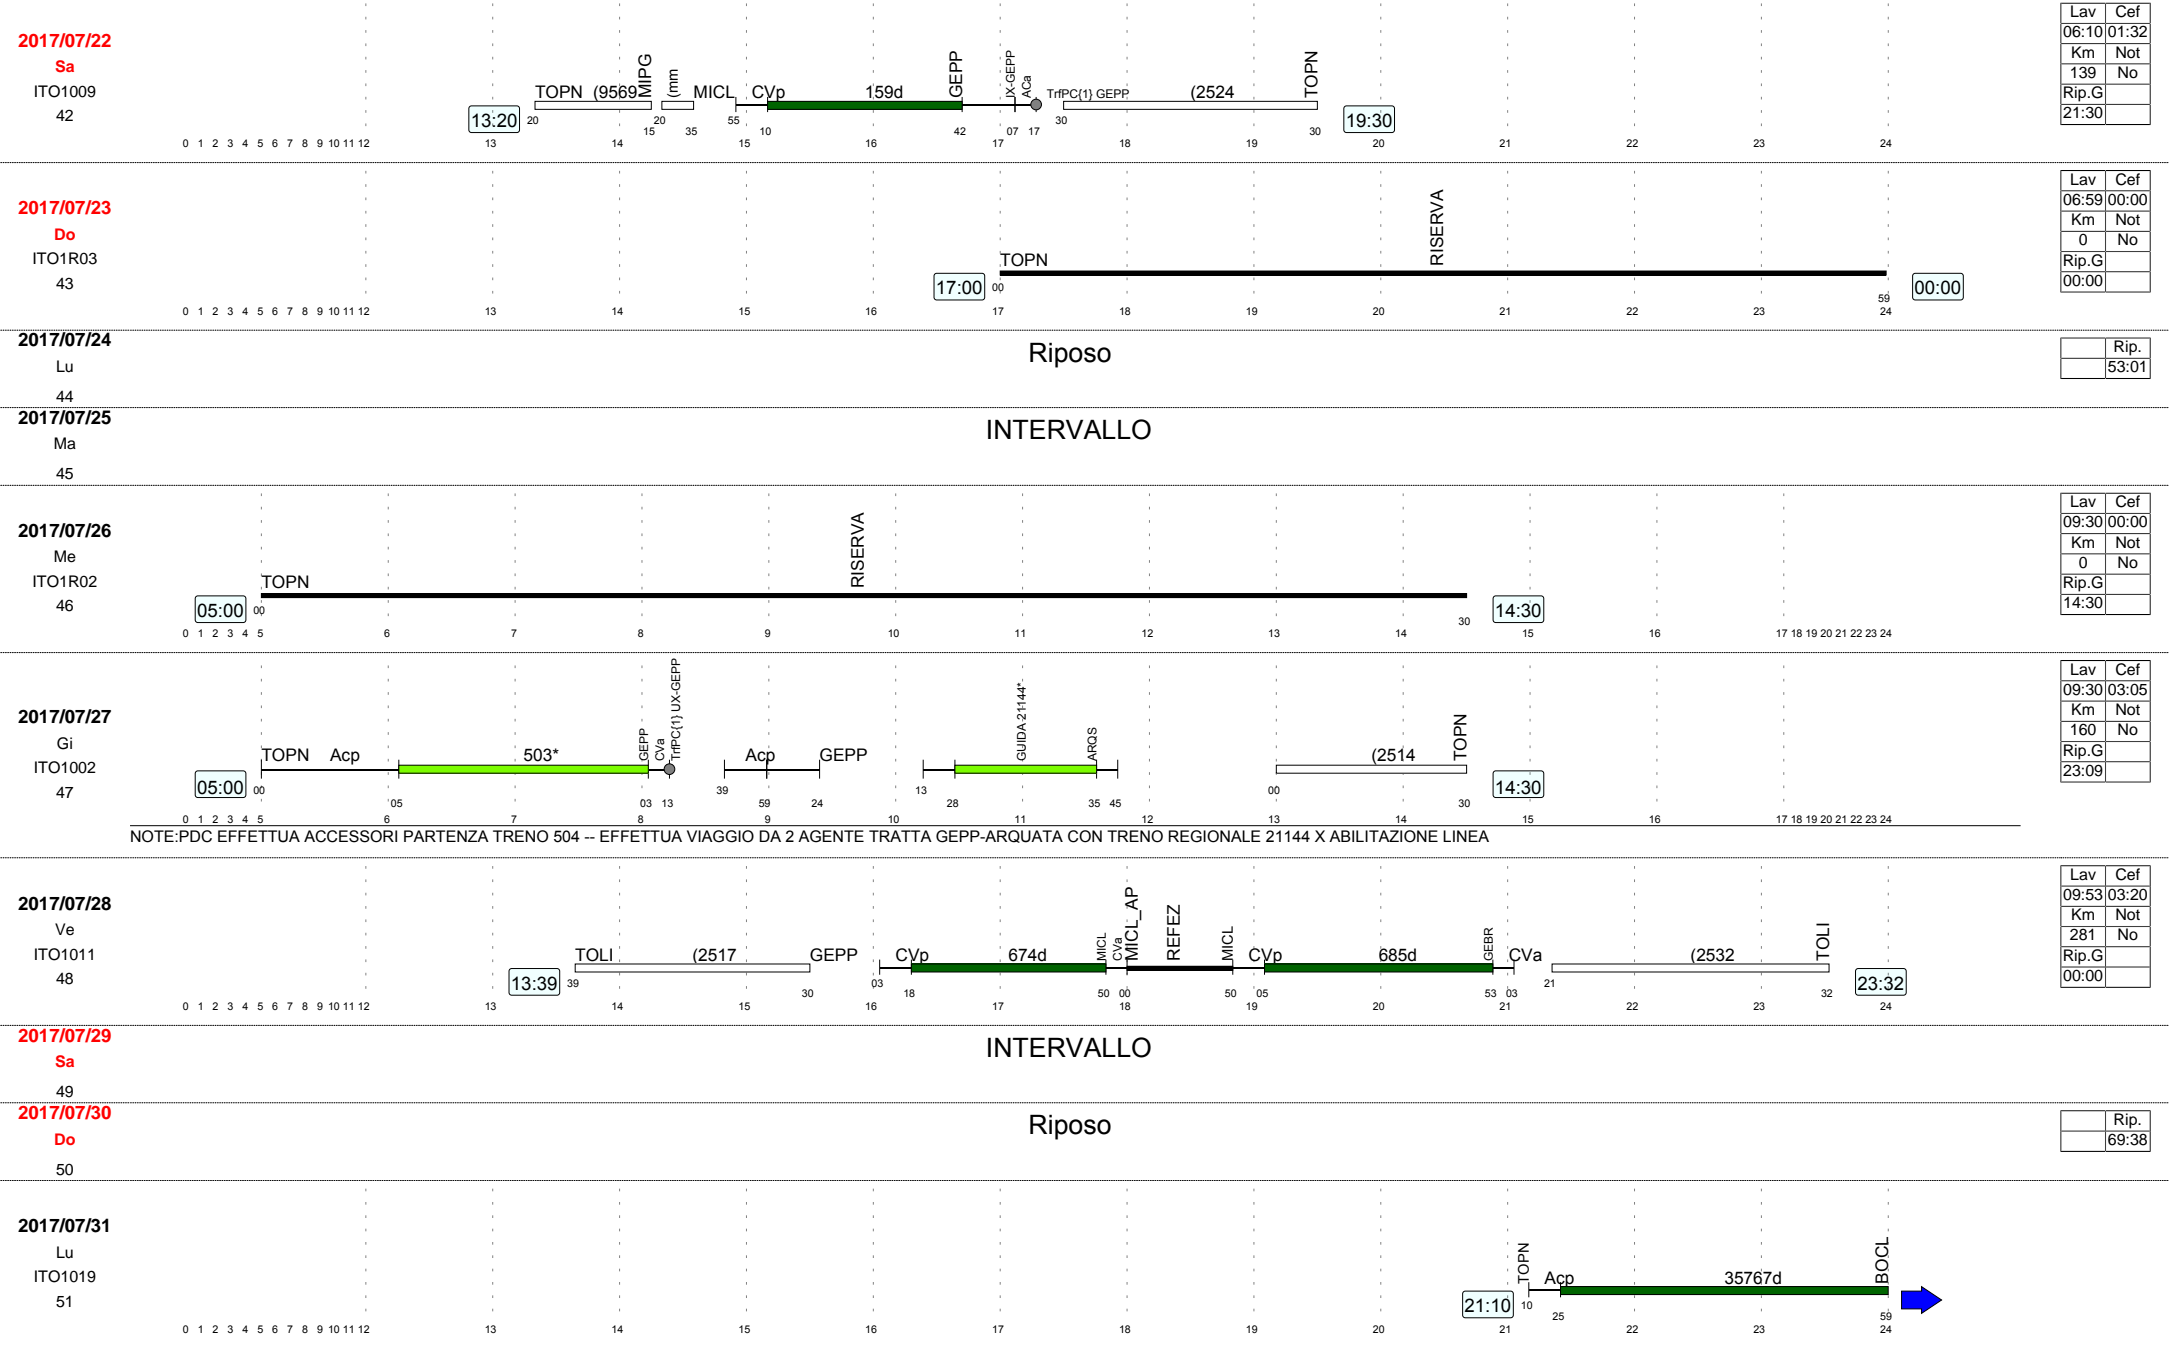 2017/07/22
Sa
ITO1009
42
13:20
TOPN (9569 MIPG (mm MICL CVp 159d GEPP UX-GEPP ACa TrfPC{1} GEPP (2524 TOPN
20 15 20 35 55 10 42 07 17 30 30
19:30
0 1 2 3 4 5 6 7 8 9 10 11 12 13 14 15 16 17 18 19 20 21 22 23 24
Lav Cef
06:10 01:32
Km Not
139 No
Rip.G
21:30
2017/07/23
Do
ITO1R03
43
17:00
TOPN RISERVA
00 59
00:00
0 1 2 3 4 5 6 7 8 9 10 11 12 13 14 15 16 17 18 19 20 21 22 23 24
Lav Cef
06:59 00:00
Km Not
0 No
Rip.G
00:00
2017/07/24
Lu
44
Riposo
Rip.
53:01
2017/07/25
Ma
45
INTERVALLO
2017/07/26
Me
ITO1R02
46
05:00
TOPN RISERVA
00 30
14:30
0 1 2 3 4 5 6 7 8 9 10 11 12 13 14 15 16 17 18 19 20 21 22 23 24
Lav Cef
09:30 00:00
Km Not
0 No
Rip.G
14:30
2017/07/27
Gi
ITO1002
47
05:00
TOPN Acp 503* GEPP CVa TrfPC{1} UX-GEPP Acp GEPP GUIDA-21144* ARQS (2514 TOPN
00 05 03 13 39 59 24 13 28 35 45 00 30
14:30
0 1 2 3 4 5 6 7 8 9 10 11 12 13 14 15 16 17 18 19 20 21 22 23 24
NOTE:PDC EFFETTUA ACCESSORI PARTENZA TRENO 504 -- EFFETTUA VIAGGIO DA 2 AGENTE TRATTA GEPP-ARQUATA CON TRENO REGIONALE 21144 X ABILITAZIONE LINEA
Lav Cef
09:30 03:05
Km Not
160 No
Rip.G
23:09
2017/07/28
Ve
ITO1011
48
13:39
TOLI (2517 GEPP CVp 674d MICL CVa MICL_AP REFEZ MICL CVp 685d GEBR CVa (2532 TOLI
39 30 03 18 50 00 50 05 53 03 21 32
23:32
0 1 2 3 4 5 6 7 8 9 10 11 12 13 14 15 16 17 18 19 20 21 22 23 24
Lav Cef
09:53 03:20
Km Not
281 No
Rip.G
00:00
2017/07/29
Sa
49
INTERVALLO
2017/07/30
Do
50
Riposo
Rip.
69:38
2017/07/31
Lu
ITO1019
51
21:10
TOPN Acp 35767d BOCL
10 25 59
0 1 2 3 4 5 6 7 8 9 10 11 12 13 14 15 16 17 18 19 20 21 22 23 24